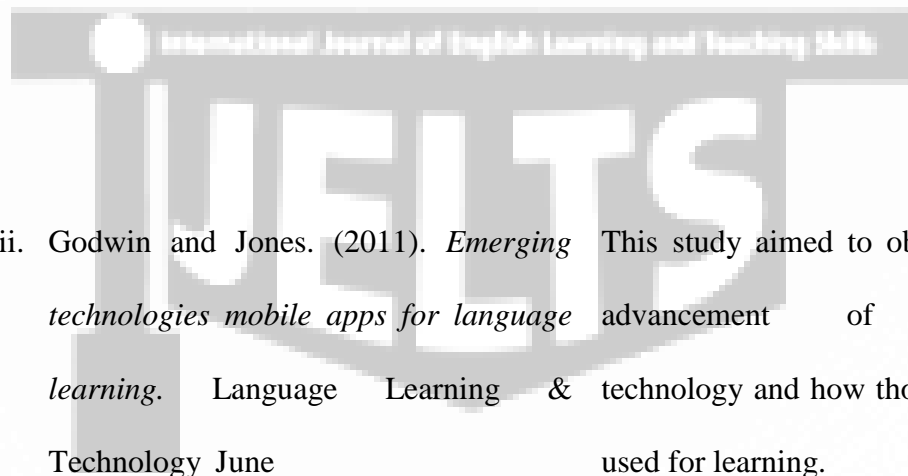 International Journal of English Learning and Teaching Skills
IJELTS
ii. Godwin and Jones. (2011). Emerging
technologies mobile apps for language
learning. Language Learning &
Technology June
This study aimed to ob
advancement of
technology and how tho
used for learning.